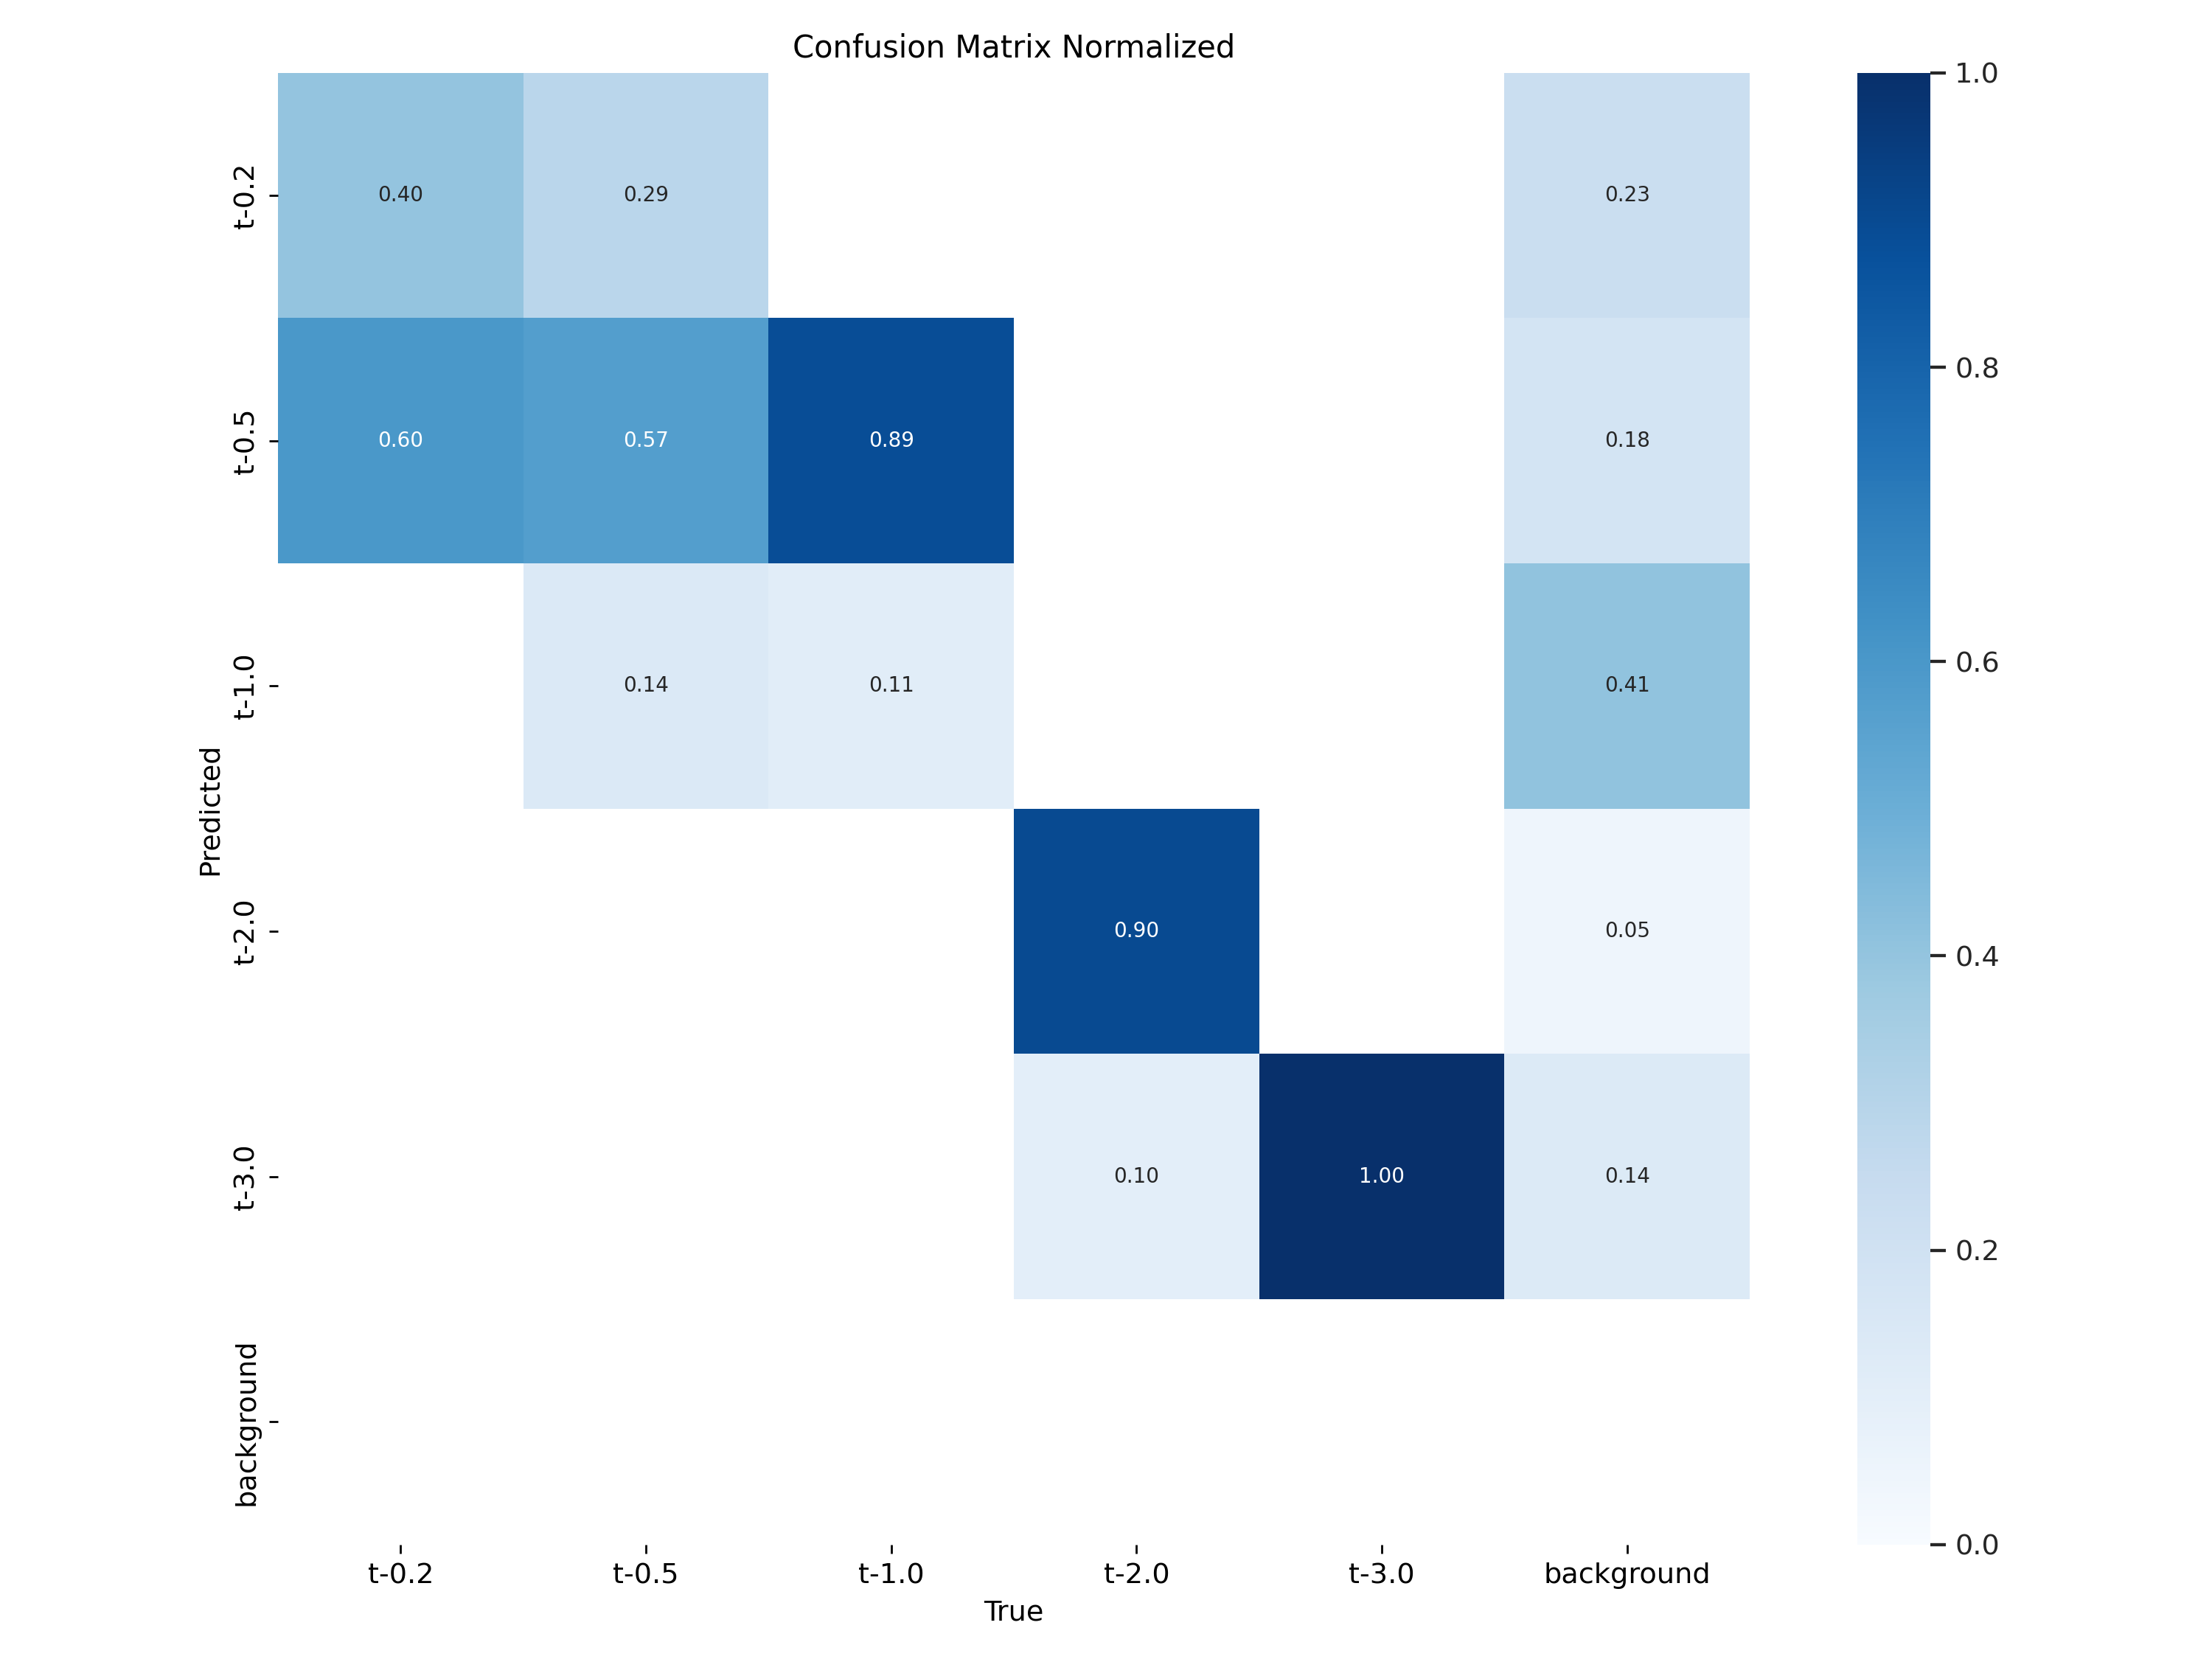 Confusion Matrix Normalized
t-0.2
0.40
0.29
0.23
t-0.5
0.60
0.57
0.89
0.18
t-1.0
0.14
0.11
0.41
t-2.0
0.90
0.05
t-3.0
0.10
1.00
0.14
background
Predicted
t-0.2
t-0.5
t-1.0
t-2.0
t-3.0
background
True
1.0
0.8
0.6
0.4
0.2
0.0